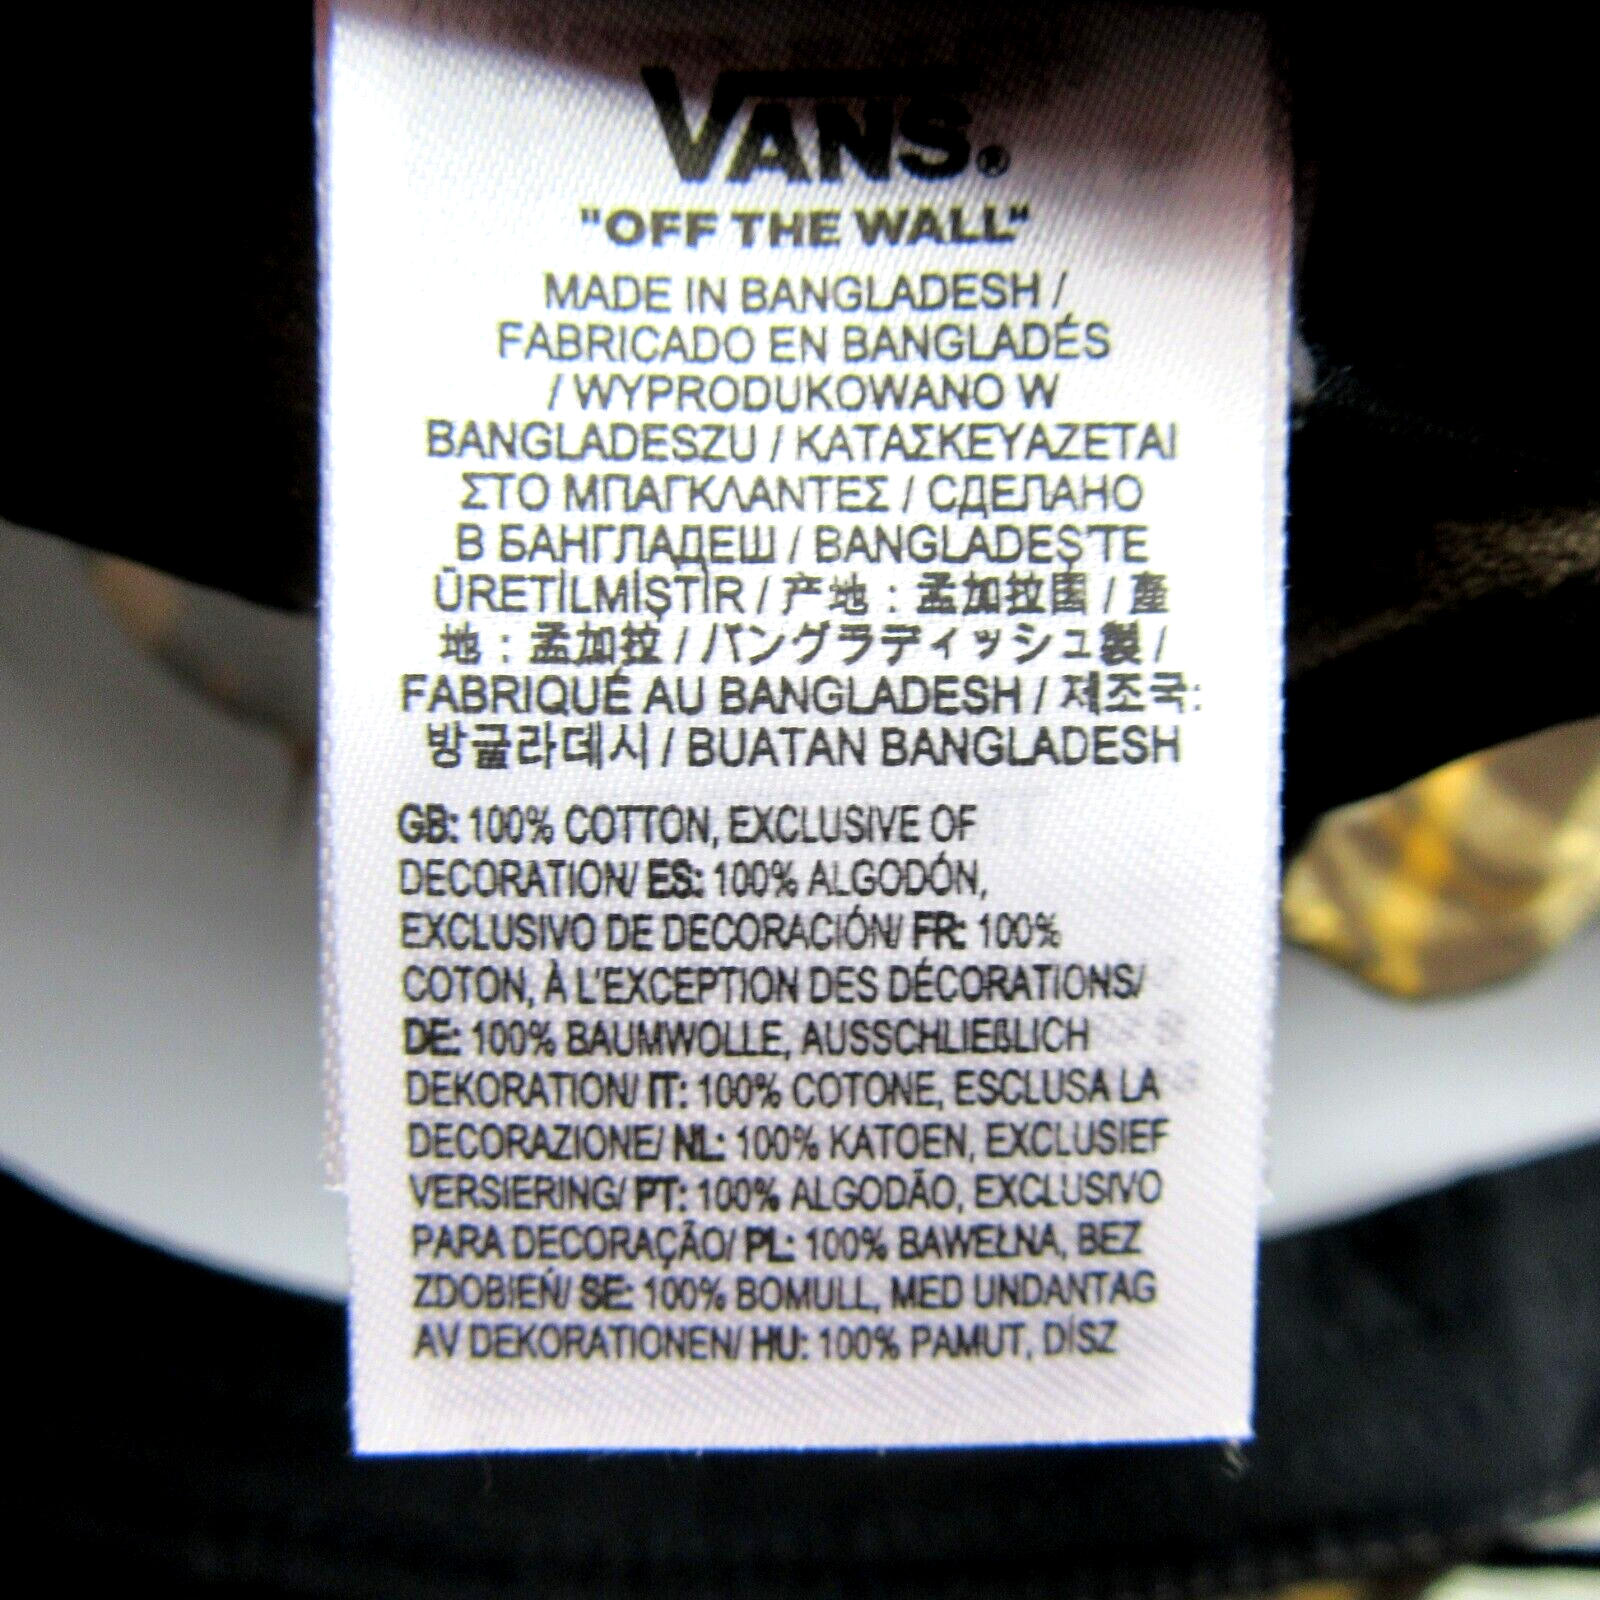 VANS®
"OFF THE WALL"
MADE IN BANGLADESH /
FABRICADO EN BANGLADÉS
/ WYPRODUKOWANO W
BANGLADESZU / ΚΑΤΑΣΚΕΥΑΖΕΤΑΙ
ΣΤΟ ΜΠΑΓΚΛΑΝΤΕΣ / СДЕЛАНО
В БАНГЛАДЕШ / BANGLADEŞ'TE
ÜRETİLMİŞTİR / 产地 : 孟加拉国 / 產
地 : 孟加拉 / バングラディッシュ製 /
FABRIQUÉ AU BANGLADESH / 제조국:
방글라데시 / BUATAN BANGLADESH
GB: 100% COTTON, EXCLUSIVE OF
DECORATION/ ES: 100% ALGODÓN,
EXCLUSIVO DE DECORACIÓN/ FR: 100%
COTON, À L'EXCEPTION DES DÉCORATIONS/
DE: 100% BAUMWOLLE, AUSSCHLIEßLICH
DEKORATION/ IT: 100% COTONE, ESCLUSA LA
DECORAZIONE/ NL: 100% KATOEN, EXCLUSIEF
VERSIERING/ PT: 100% ALGODÃO, EXCLUSIVO
PARA DECORAÇÃO/ PL: 100% BAWEŁNA, BEZ
ZDOBIEŃ/ SE: 100% BOMULL, MED UNDANTAG
AV DEKORATIONEN/ HU: 100% PAMUT, DÍSZ